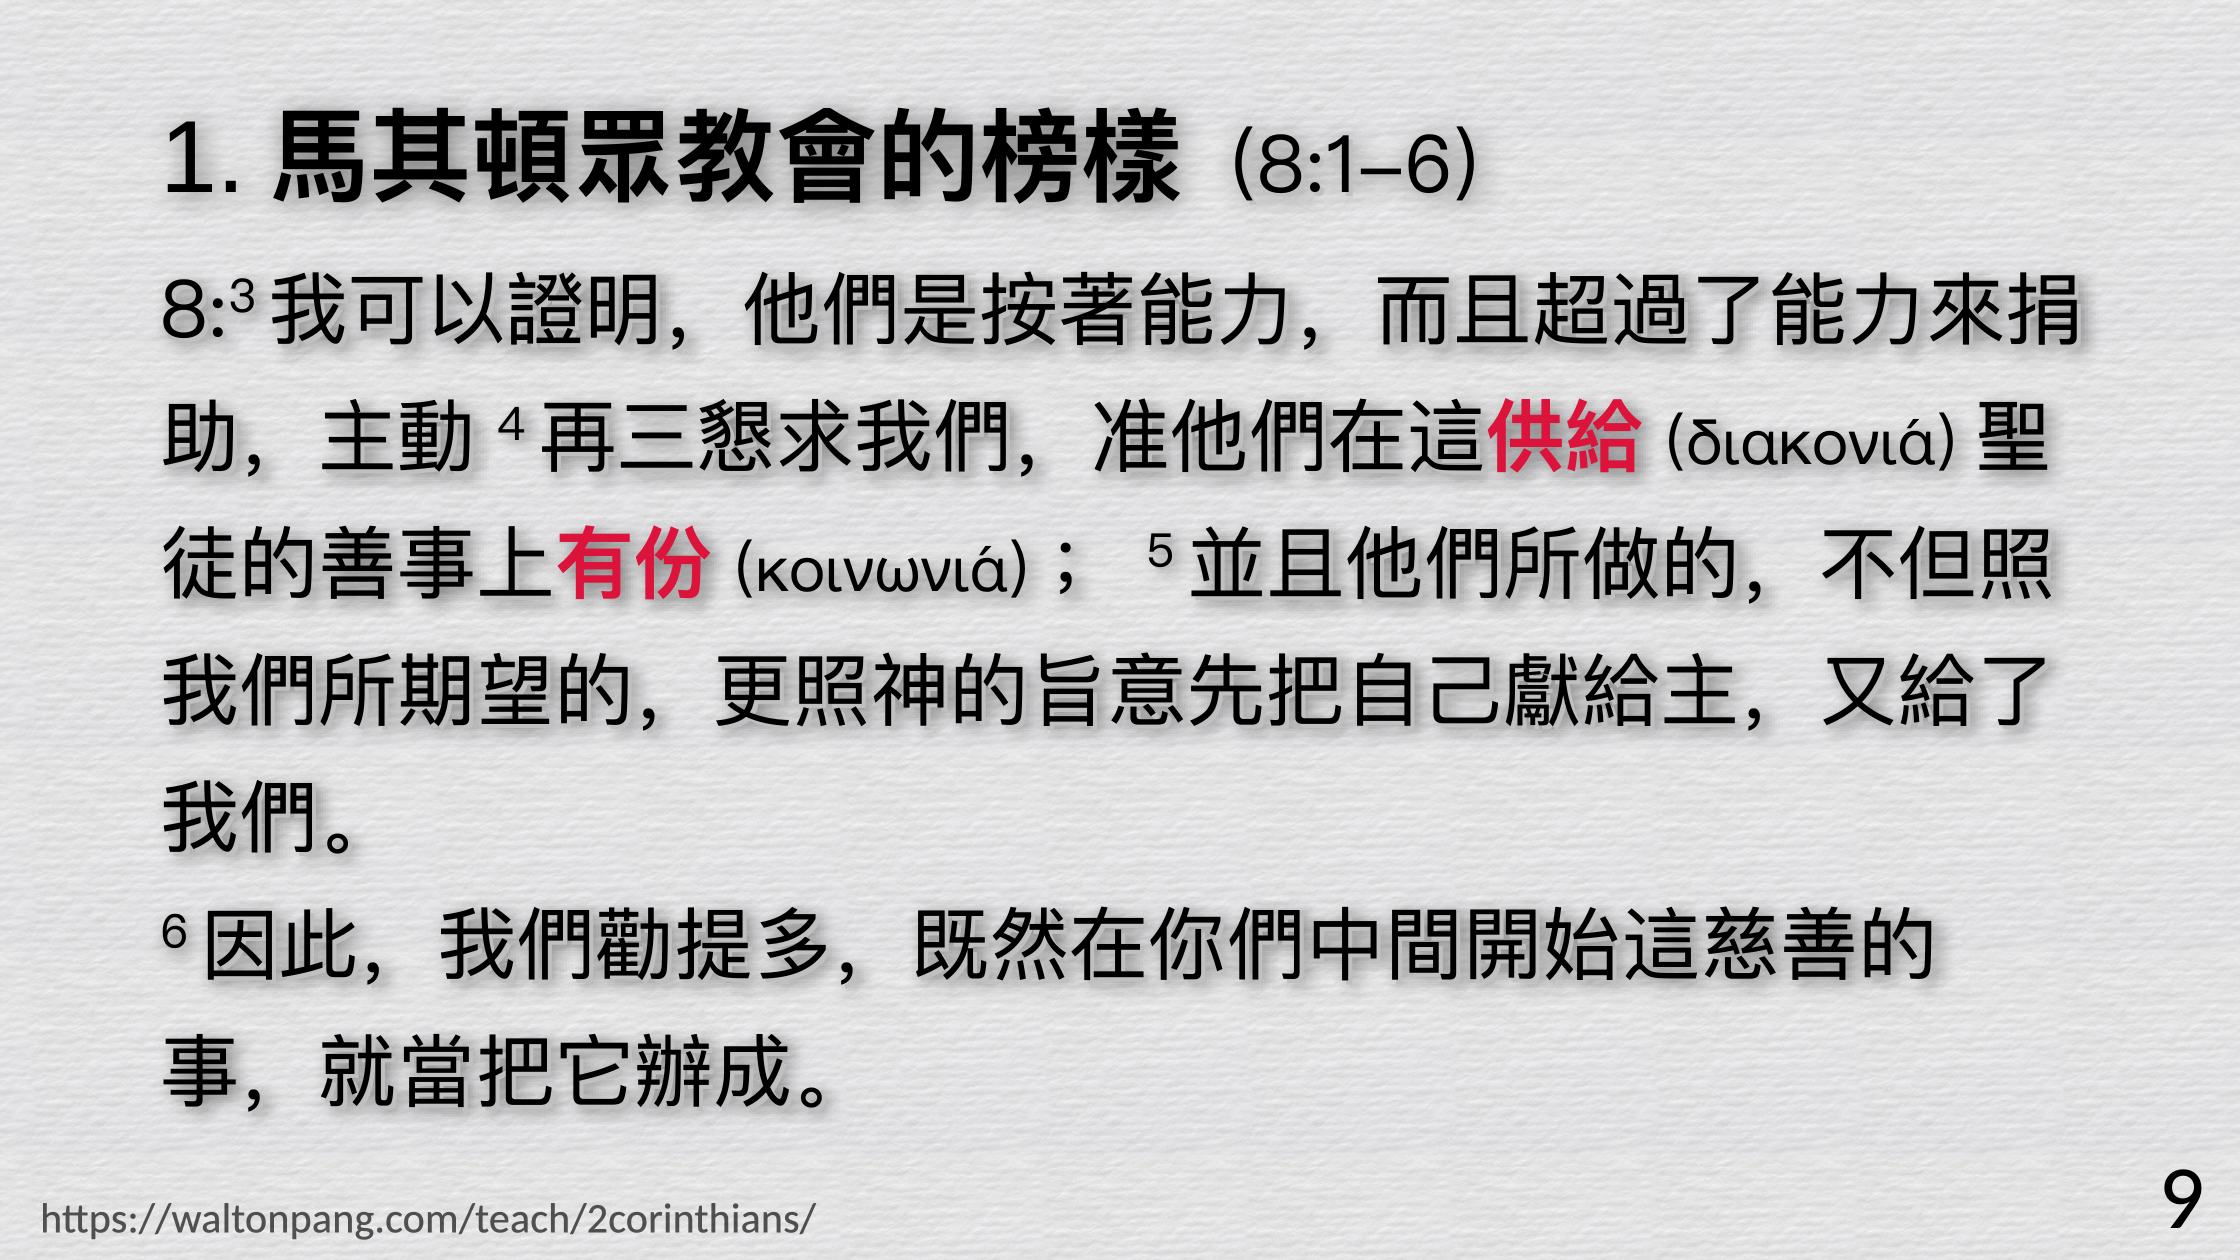 1. 馬其頓眾教會的榜樣 (8:1–6)
8:³ 我可以證明，他們是按著能力，而且超過了能力來捐
助，主動 ⁴ 再三懇求我們，准他們在這供給 (διακονιά) 聖
徒的善事上有份 (κοινωνιά)； ⁵ 並且他們所做的，不但照
我們所期望的，更照神的旨意先把自己獻給主，又給了
我們。
⁶ 因此，我們勸提多，既然在你們中間開始這慈善的
事，就當把它辦成。
https://waltonpang.com/teach/2corinthians/
9